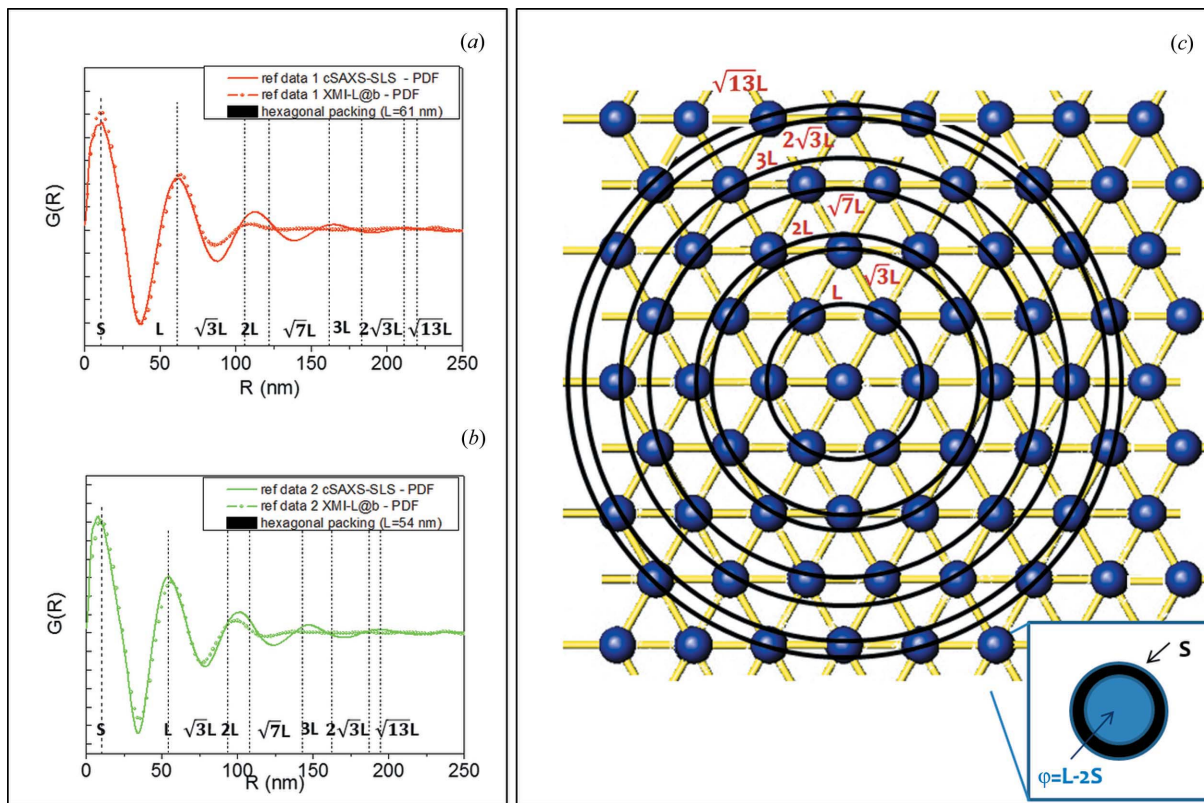 (a)
ref data 1 cSAXS-SLS - PDF
ref data 1 XMI-L@b - PDF
hexagonal packing (L=61 nm)
G(R)
S L √3L 2L √7L 3L 2√3L √13L
0 50 100 150 200 250
R (nm)
(b)
ref data 2 cSAXS-SLS - PDF
ref data 2 XMI-L@b - PDF
hexagonal packing (L=54 nm)
G(R)
S L √3L 2L √7L 3L 2√3L √13L
0 50 100 150 200 250
R (nm)
(c)
√13L
2√3L
3L
√7L
2L
√3L
L
S
φ=L-2S